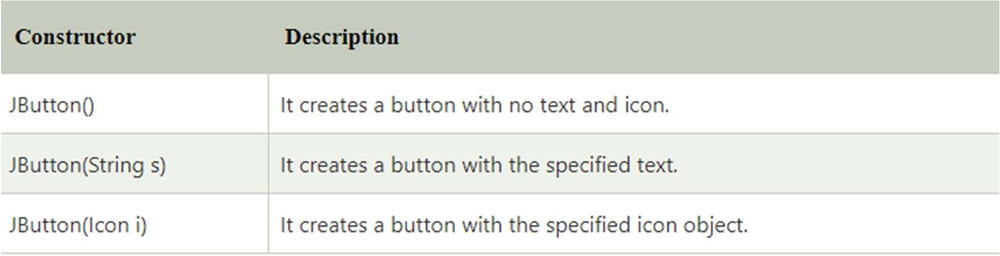 Constructor Description
JButton() It creates a button with no text and icon.
JButton(String s) It creates a button with the specified text.
JButton(Icon i) It creates a button with the specified icon object.